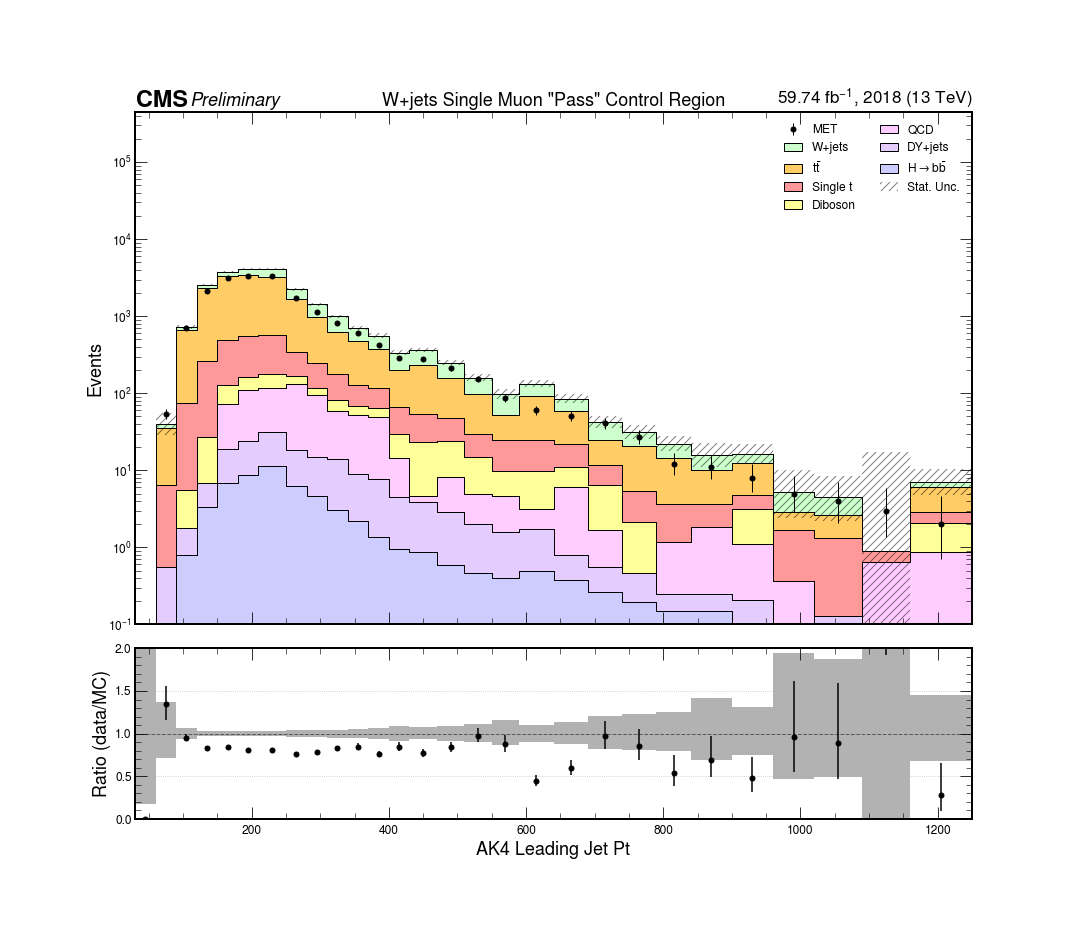 CMS Preliminary W+jets Single Muon "Pass" Control Region 59.74 fb⁻¹, 2018 (13 TeV)
MET QCD
W+jets DY+jets
tt̄ H→bb̄
Single t Stat. Unc.
Diboson
10⁵
10⁴
10³
10²
10¹
10⁰
10⁻¹
Events
2.0
1.5
1.0
0.5
0.0
Ratio (data/MC)
200 400 600 800 1000 1200
AK4 Leading Jet Pt